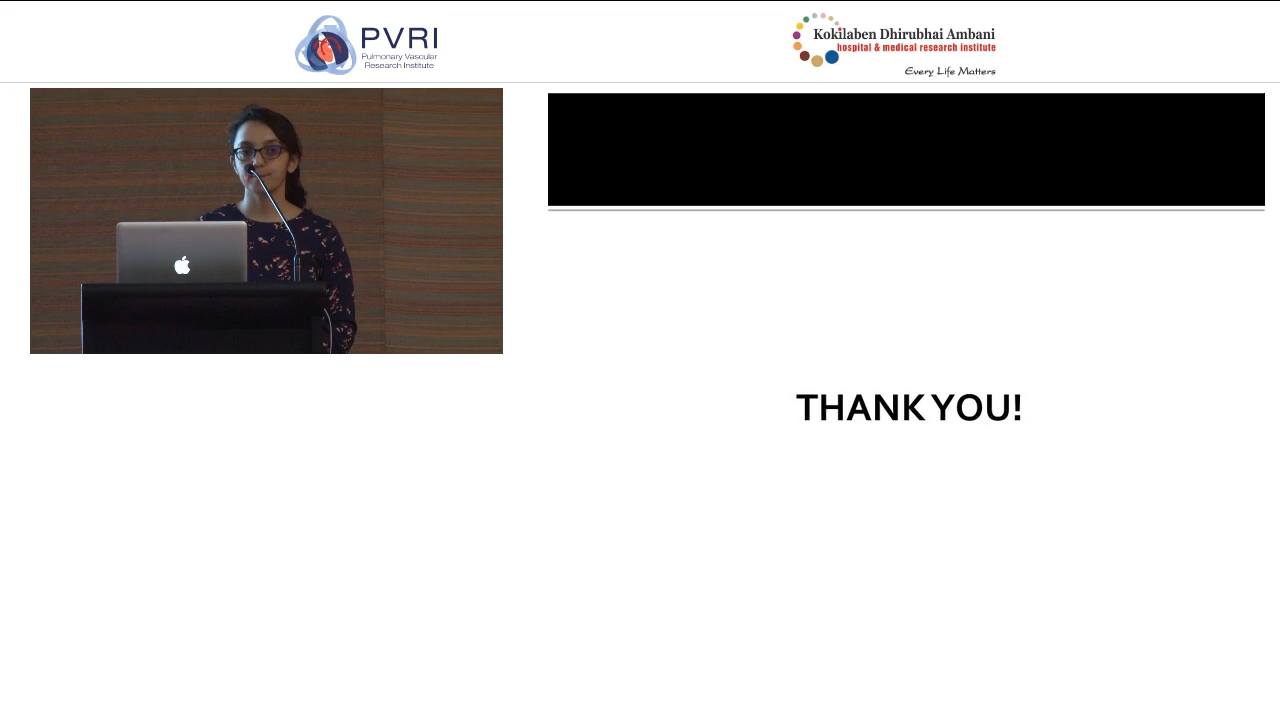 PVRI
Pulmonary Vascular
Research Institute
Kokilaben Dhirubhai Ambani
hospital & medical research institute
Every Life Matters
THANK YOU!